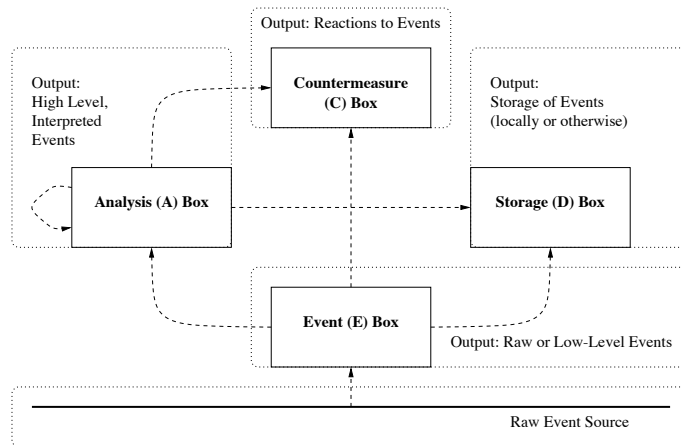 Output: Reactions to Events
Output:
High Level,
Interpreted
Events
Countermeasure
(C) Box
Output:
Storage of Events
(locally or otherwise)
Analysis (A) Box
Storage (D) Box
Event (E) Box
Output: Raw or Low-Level Events
Raw Event Source